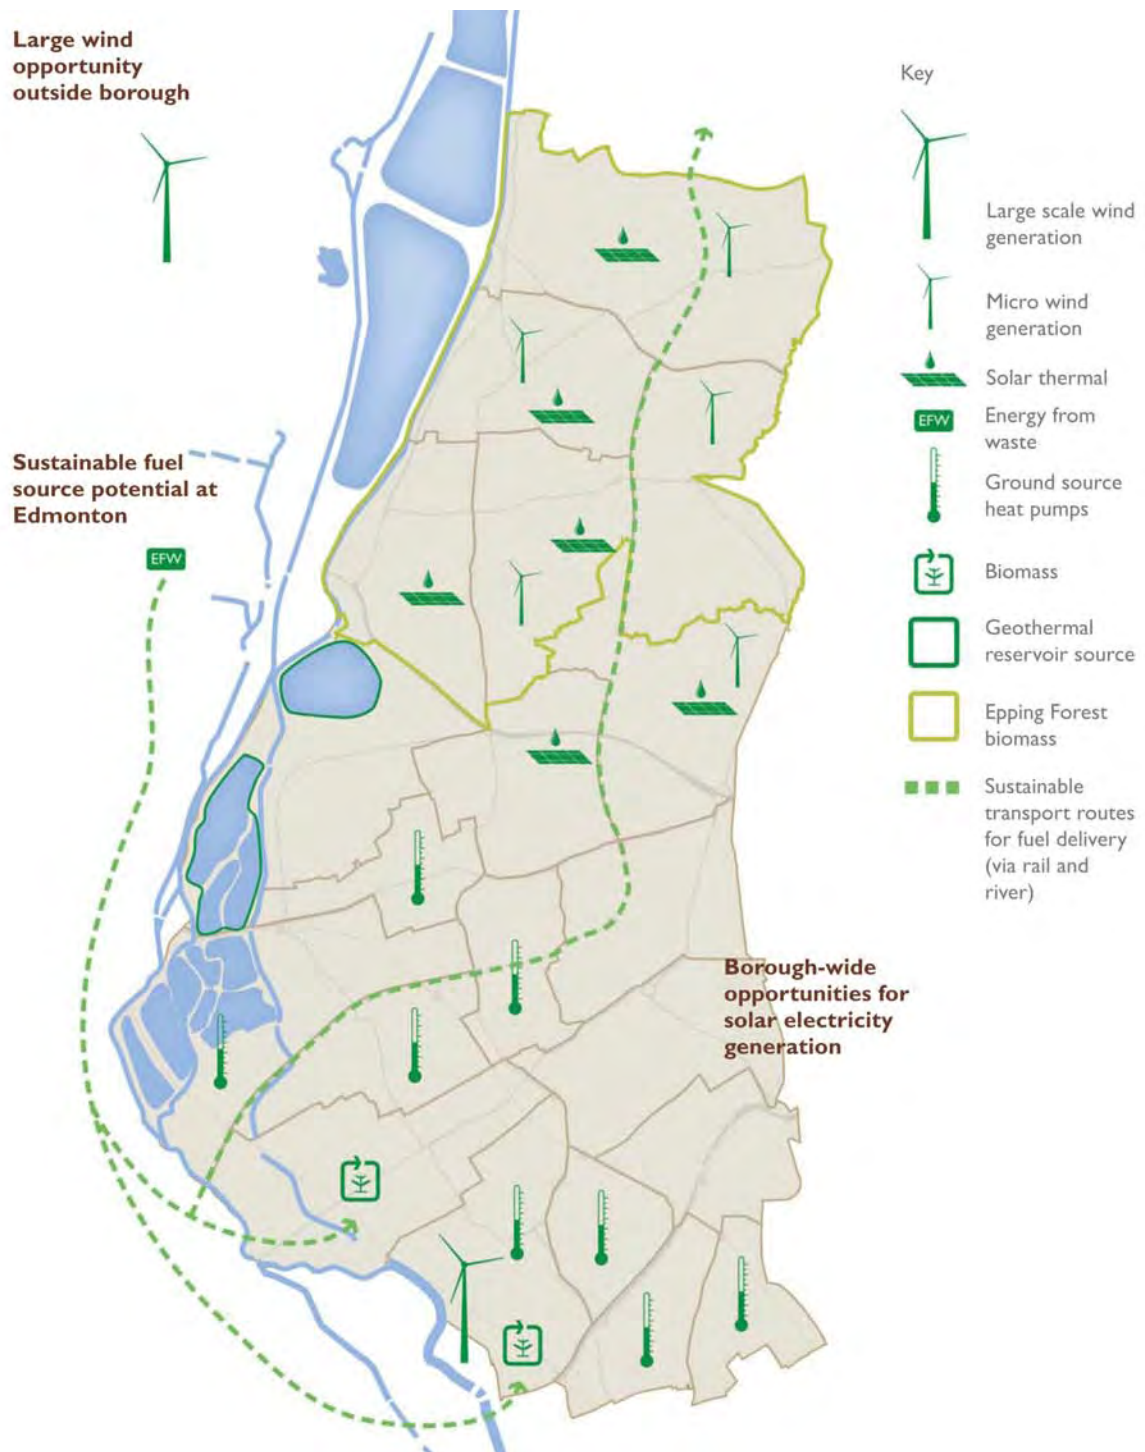 Large wind
opportunity
outside borough
Key
Large scale wind
generation
Micro wind
generation
Solar thermal
EFW
Energy from
waste
Ground source
heat pumps
Biomass
Geothermal
reservoir source
Epping Forest
biomass
Sustainable
transport routes
for fuel delivery
(via rail and
river)
Sustainable fuel
source potential at
Edmonton
EFW
Borough-wide
opportunities for
solar electricity
generation